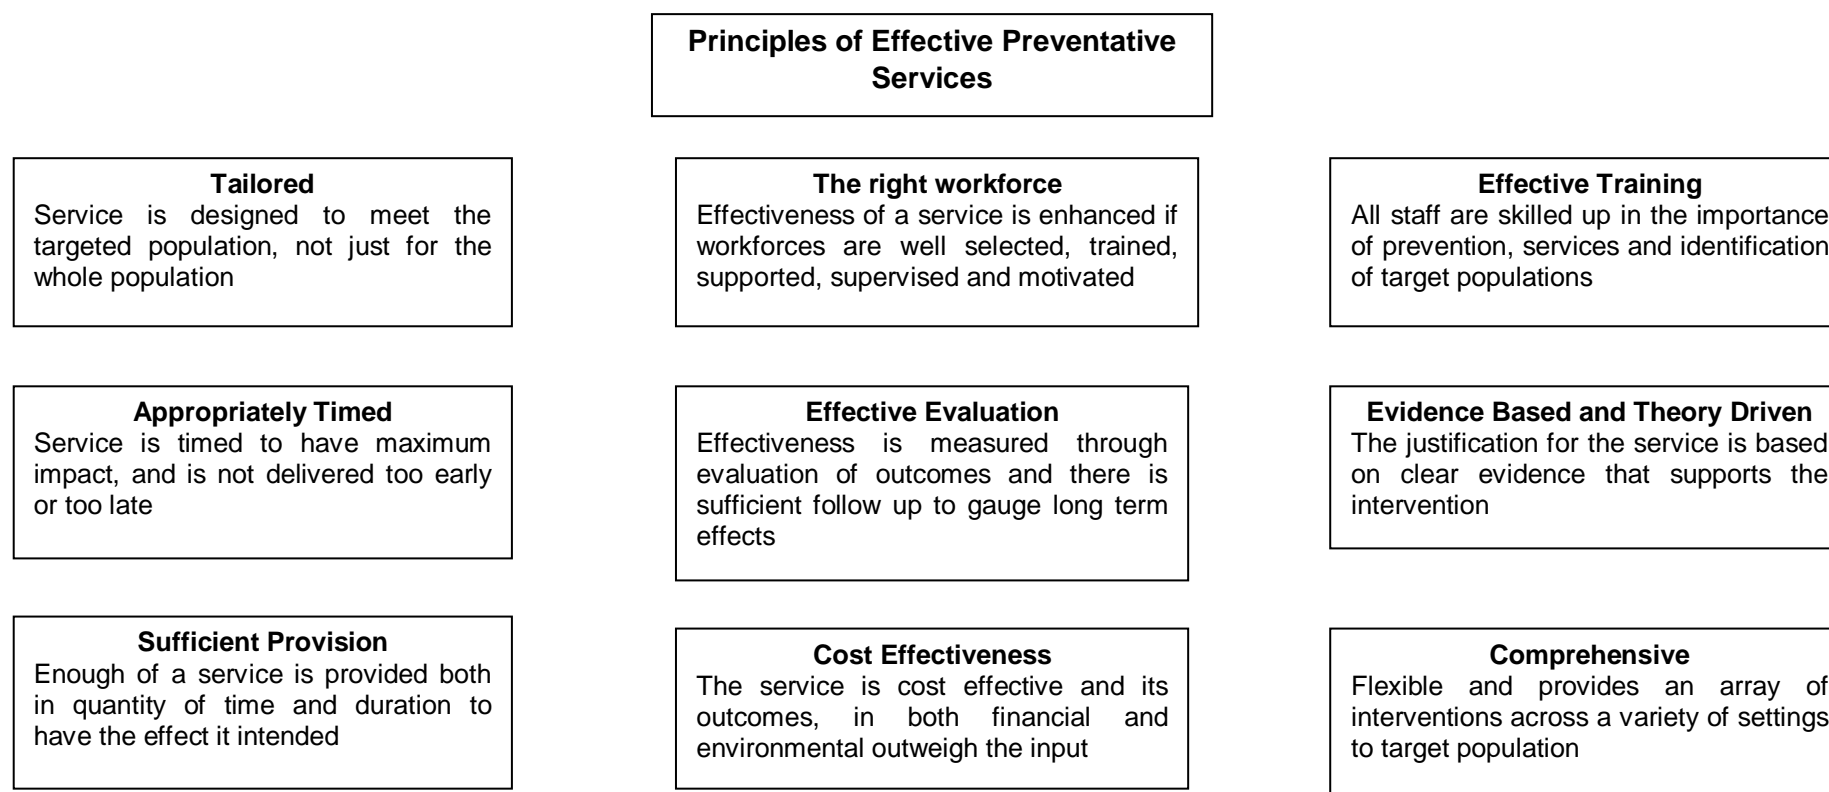 Principles of Effective Preventative
Services
Tailored
Service is designed to meet the
targeted population, not just for the
whole population
The right workforce
Effectiveness of a service is enhanced if
workforces are well selected, trained,
supported, supervised and motivated
Effective Training
All staff are skilled up in the importance
of prevention, services and identification
of target populations
Appropriately Timed
Service is timed to have maximum
impact, and is not delivered too early
or too late
Effective Evaluation
Effectiveness is measured through
evaluation of outcomes and there is
sufficient follow up to gauge long term
effects
Evidence Based and Theory Driven
The justification for the service is based
on clear evidence that supports the
intervention
Sufficient Provision
Enough of a service is provided both
in quantity of time and duration to
have the effect it intended
Cost Effectiveness
The service is cost effective and its
outcomes, in both financial and
environmental outweigh the input
Comprehensive
Flexible and provides an array of
interventions across a variety of settings
to target population